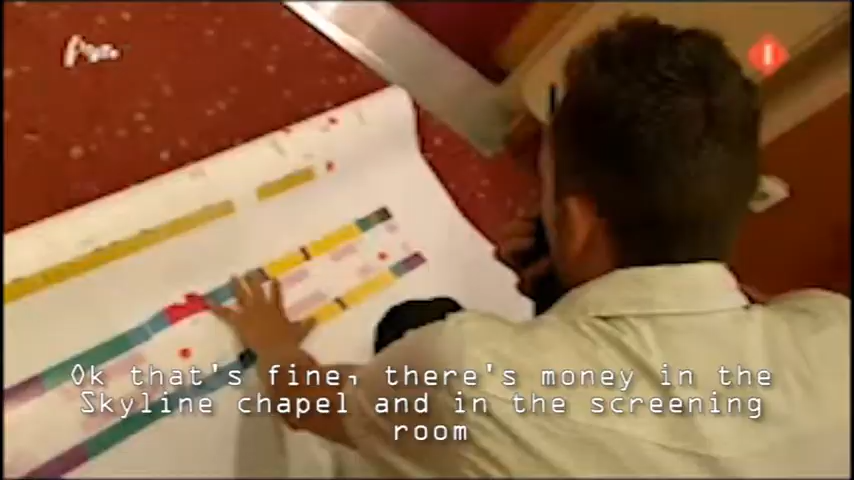 Ok that's fine, there's money in the
Skyline chapel and in the screening
room